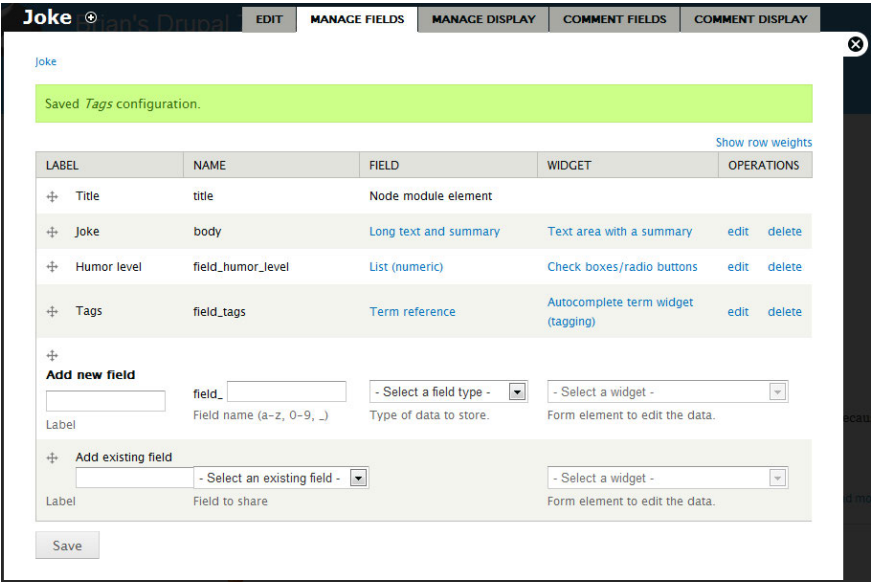 Joke
Brian's Drupal
EDIT
MANAGE FIELDS
MANAGE DISPLAY
COMMENT FIELDS
COMMENT DISPLAY
Joke
Saved Tags configuration.
Show row weights
LABEL NAME FIELD WIDGET OPERATIONS
Title title Node module element
Joke body Long text and summary Text area with a summary edit delete
Humor level field_humor_level List (numeric) Check boxes/radio buttons edit delete
Tags field_tags Term reference Autocomplete term widget
(tagging) edit delete
Add new field
field_ - Select a field type - - Select a widget -
Label Field name (a-z, 0-9, _) Type of data to store. Form element to edit the data.
Add existing field
- Select an existing field - - Select a widget -
Label Field to share Form element to edit the data.
Save